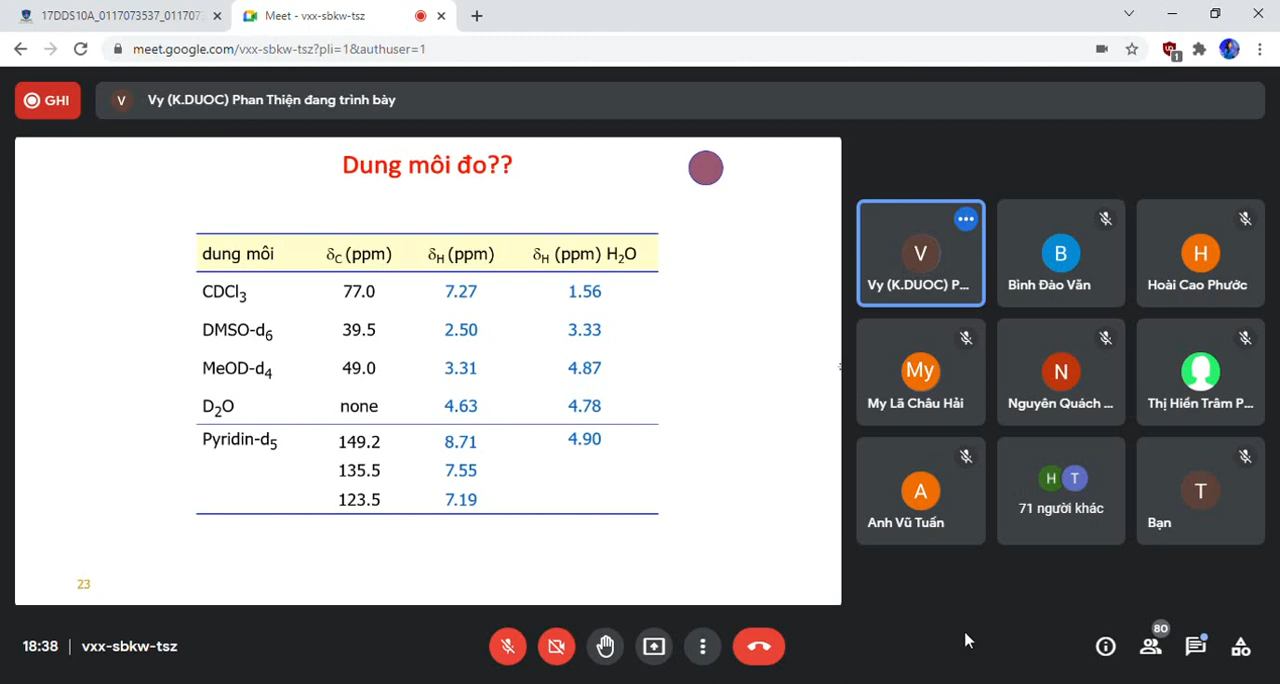 17DDS10A_0117073537_011707
Meet - vxx-sbkw-tsz
meet.google.com/vxx-sbkw-tsz?pli=1&authuser=1
1
GHI
V
Vy (K.DUOC) Phan Thiện đang trình bày
Dung môi đo??
dung môi δC (ppm) δH (ppm) δH (ppm) H2O
CDCl3 77.0 7.27 1.56
DMSO-d6 39.5 2.50 3.33
MeOD-d4 49.0 3.31 4.87
D2O none 4.63 4.78
Pyridin-d5 149.2 8.71 4.90
135.5 7.55
123.5 7.19
23
V
Vy (K.DUOC) P...
B
Bình Đào Văn
H
Hoài Cao Phước
My
My Lã Châu Hải
N
Nguyên Quách ...
Thị Hiền Trâm P...
A
Anh Vũ Tuấn
H T
71 người khác
T
Bạn
18:38 | vxx-sbkw-tsz
80